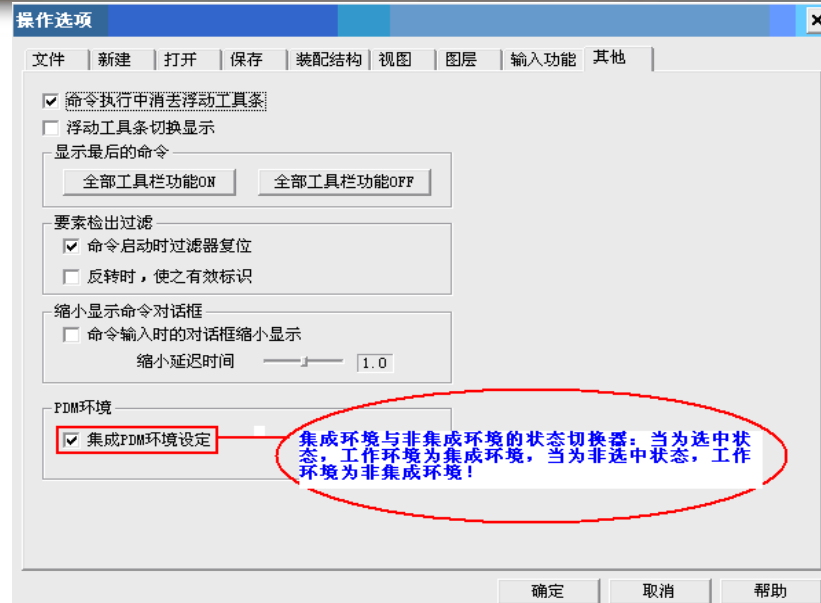 操作选项
文件 新建 打开 保存 装配结构 视图 图层 输入功能 其他
命令执行中消去浮动工具条
浮动工具条切换显示
显示最后的命令
全部工具栏功能ON 全部工具栏功能OFF
要素检出过滤
命令启动时过滤器复位
反转时，使之有效标识
缩小显示命令对话框
命令输入时的对话框缩小显示
缩小延迟时间 1.0
PDM环境
集成PDM环境设定
集成环境与非集成环境的状态切换器：当为选中状
态，工作环境为集成环境，当为非选中状态，工作
环境为非集成环境！
确定 取消 帮助